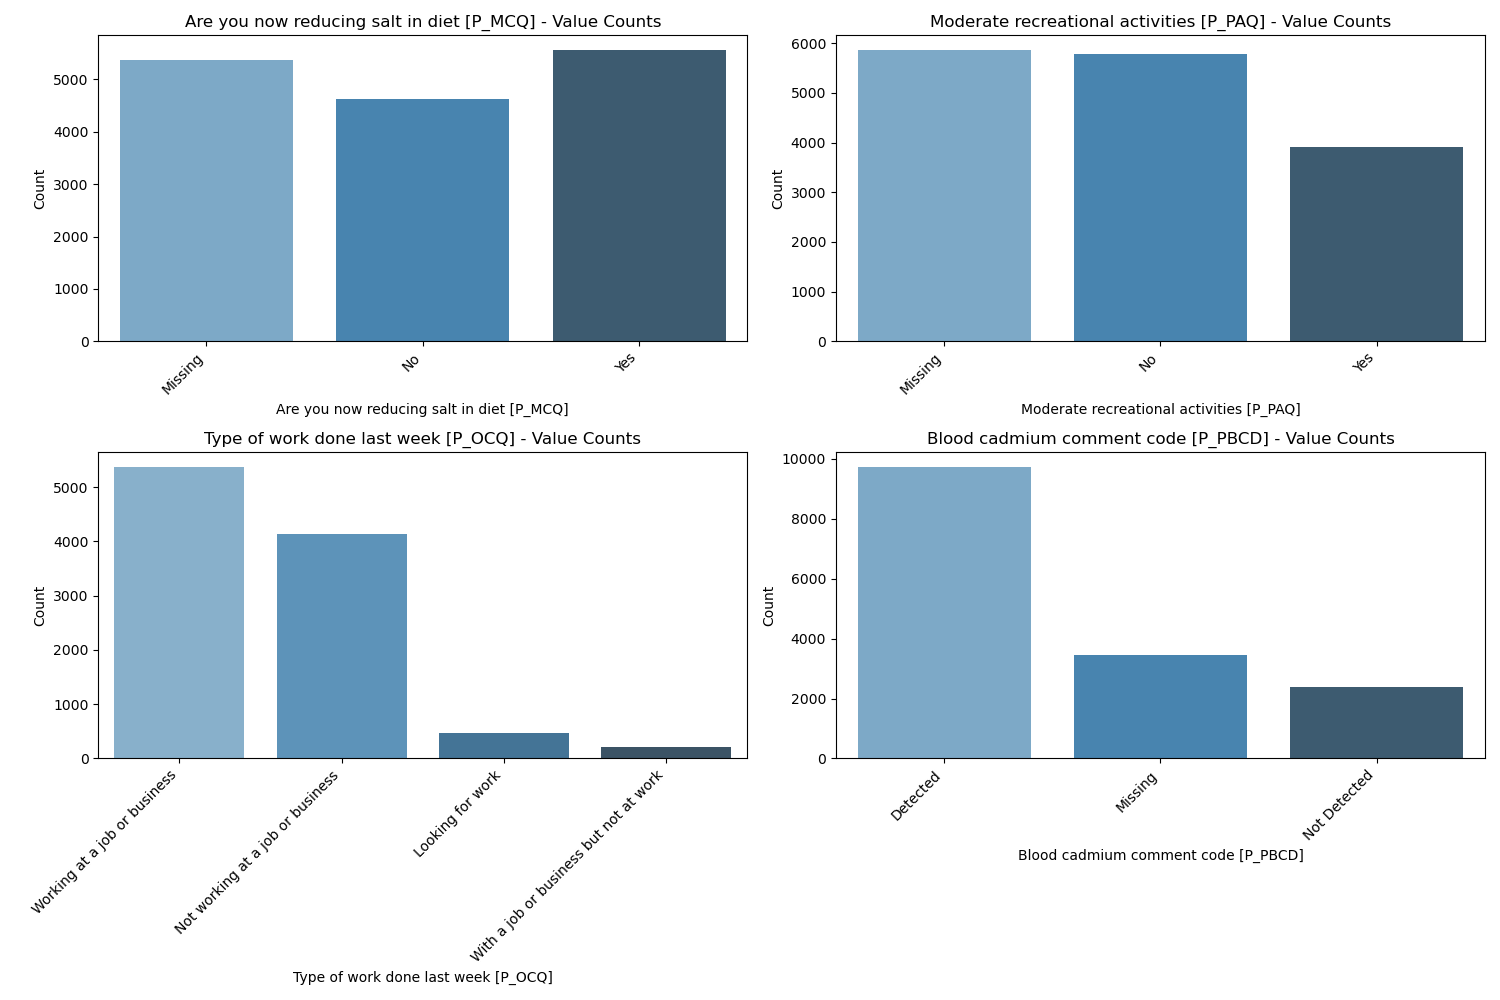 Are you now reducing salt in diet [P_MCQ] - Value Counts
Count
5000
4000
3000
2000
1000
0
Missing
No
Yes
Are you now reducing salt in diet [P_MCQ]
Moderate recreational activities [P_PAQ] - Value Counts
Count
6000
5000
4000
3000
2000
1000
0
Missing
No
Yes
Moderate recreational activities [P_PAQ]
Type of work done last week [P_OCQ] - Value Counts
Count
5000
4000
3000
2000
1000
0
Working at a job or business
Not working at a job or business
Looking for work
With a job or business but not at work
Type of work done last week [P_OCQ]
Blood cadmium comment code [P_PBCD] - Value Counts
Count
10000
8000
6000
4000
2000
0
Detected
Missing
Not Detected
Blood cadmium comment code [P_PBCD]